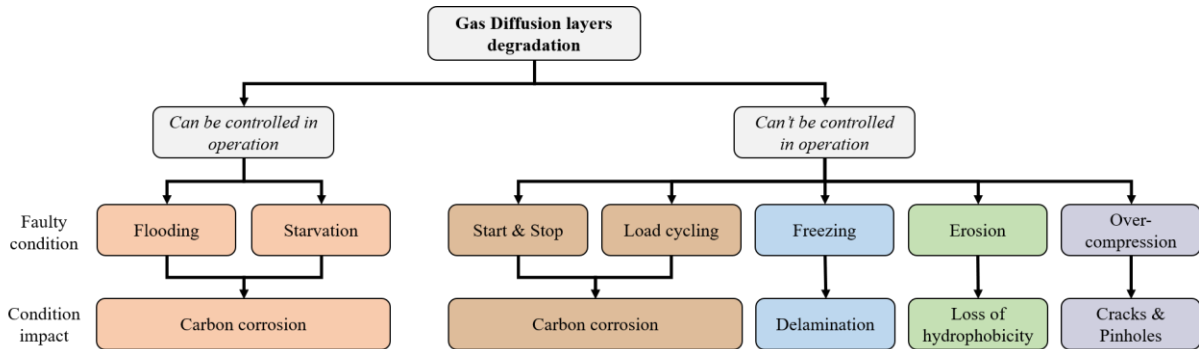 Gas Diffusion layers
degradation
Can be controlled in
operation
Can't be controlled
in operation
Faulty
condition
Flooding
Starvation
Start & Stop
Load cycling
Freezing
Erosion
Over-
compression
Condition
impact
Carbon corrosion
Carbon corrosion
Delamination
Loss of
hydrophobicity
Cracks &
Pinholes